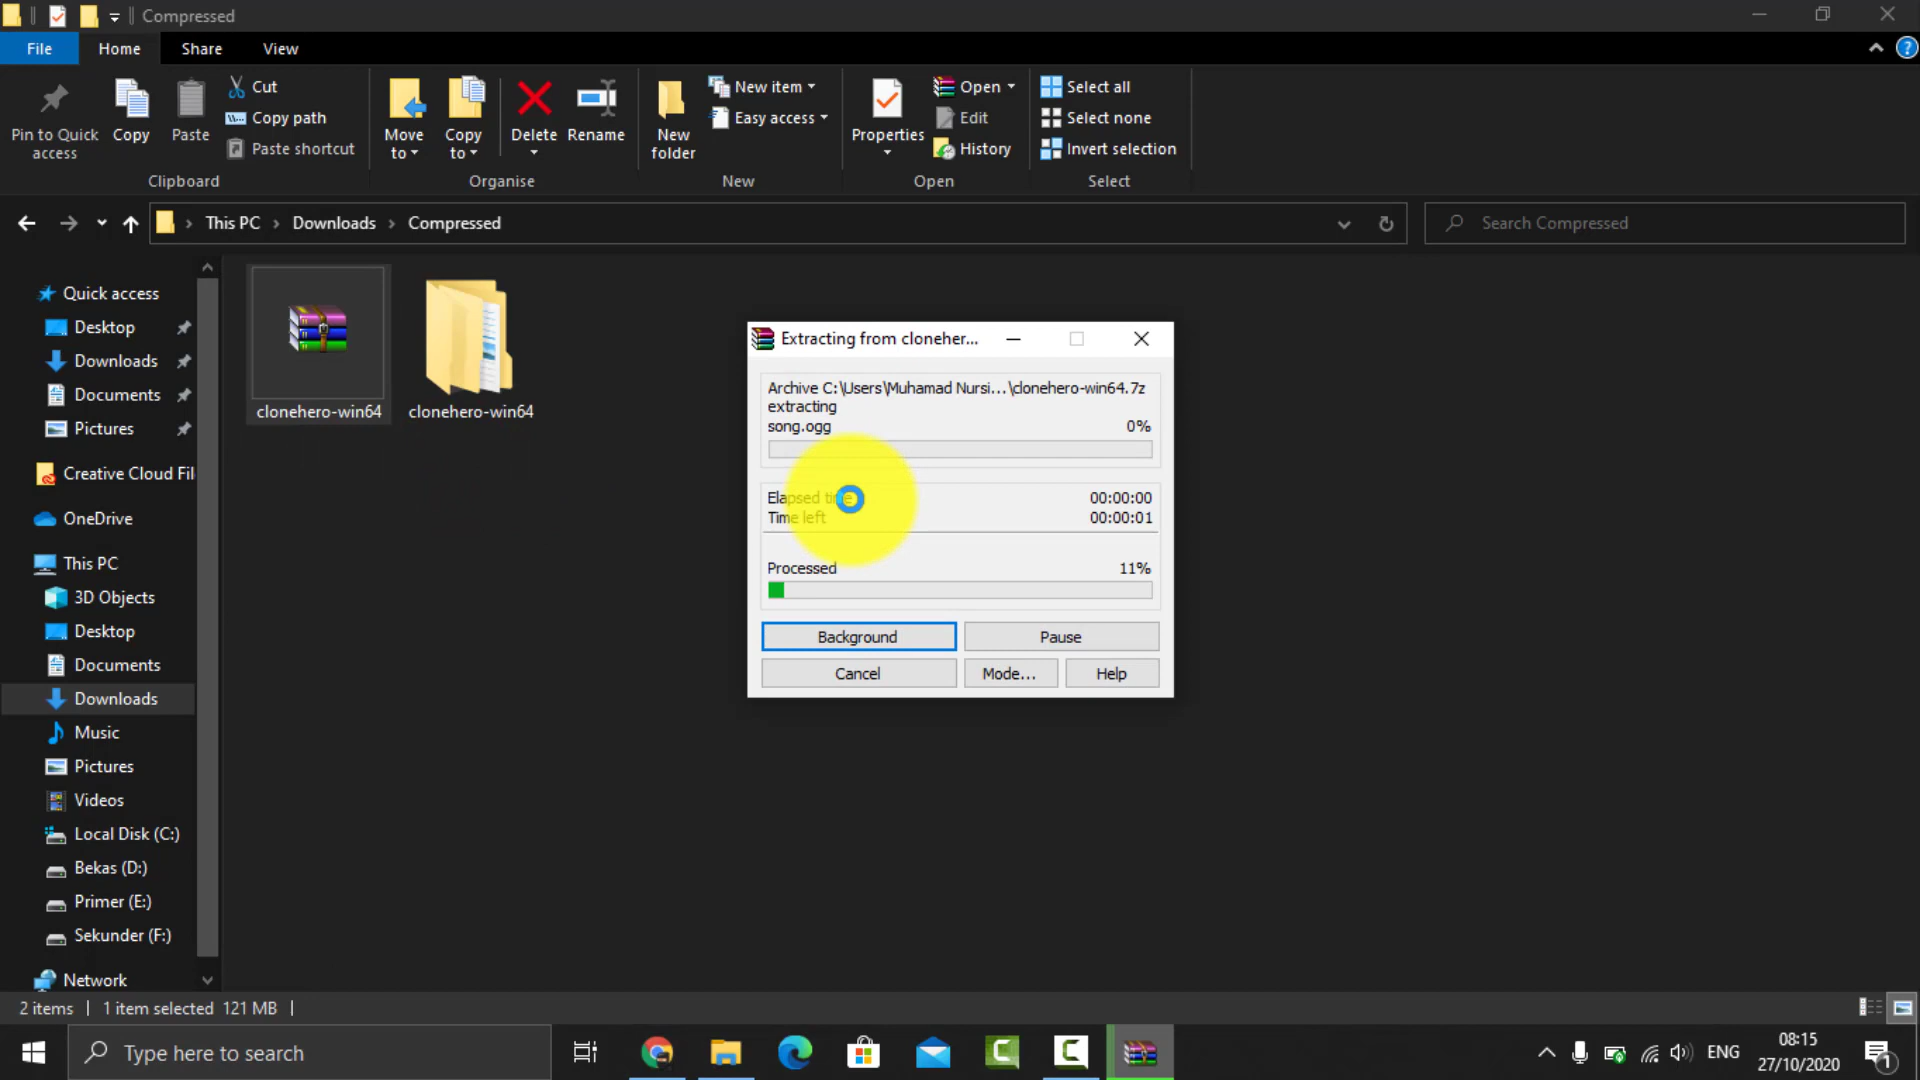 Compressed
File
Home
Share
View
Pin to Quick
access
Copy
Paste
Cut
Copy path
Paste shortcut
Clipboard
Move
to
Copy
to
Delete
Rename
Organise
New
folder
New item
Easy access
New
Properties
Open
Edit
History
Open
Select all
Select none
Invert selection
Select
This PC
Downloads
Compressed
Search Compressed
Quick access
Desktop
Downloads
Documents
Pictures
Creative Cloud Fil
OneDrive
This PC
3D Objects
Desktop
Documents
Downloads
Music
Pictures
Videos
Local Disk (C:)
Bekas (D:)
Primer (E:)
Sekunder (F:)
Network
clonehero-win64
clonehero-win64
Extracting from cloneher...
Archive C:\Users\Muhamad Nursi...\clonehero-win64.7z
extracting
song.ogg 0%
Elapsed time 00:00:00
Time left 00:00:01
Processed 11%
Background
Pause
Cancel
Mode...
Help
2 items
1 item selected 121 MB
Type here to search
ENG
08:15
27/10/2020
1